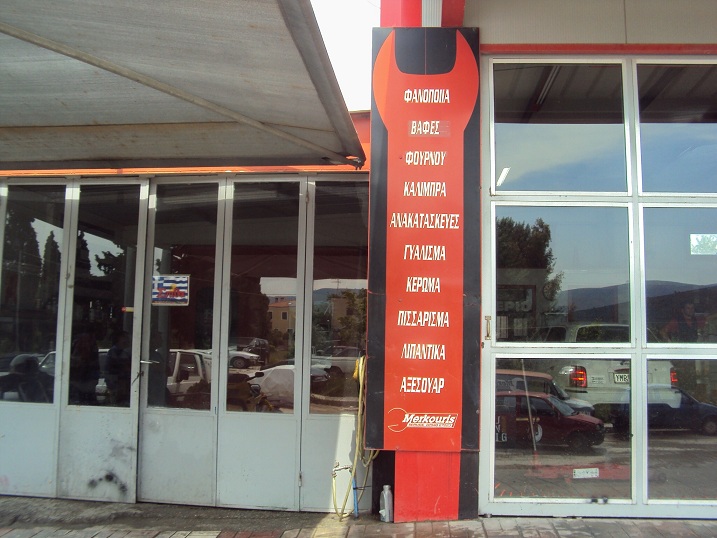 ΦΑΝΟΠΟΙΙΑ
ΒΑΦΕΣ
ΦΟΥΡΝΟΥ
ΚΑΛΙΜΠΡΑ
ΑΝΑΚΑΤΑΣΚΕΥΕΣ
ΓΥΑΛΙΣΜΑ
ΚΕΡΩΜΑ
ΠΙΣΣΑΡΙΣΜΑ
ΛΙΠΑΝΤΙΚΑ
ΑΞΕΣΟΥΑΡ
Merkouris